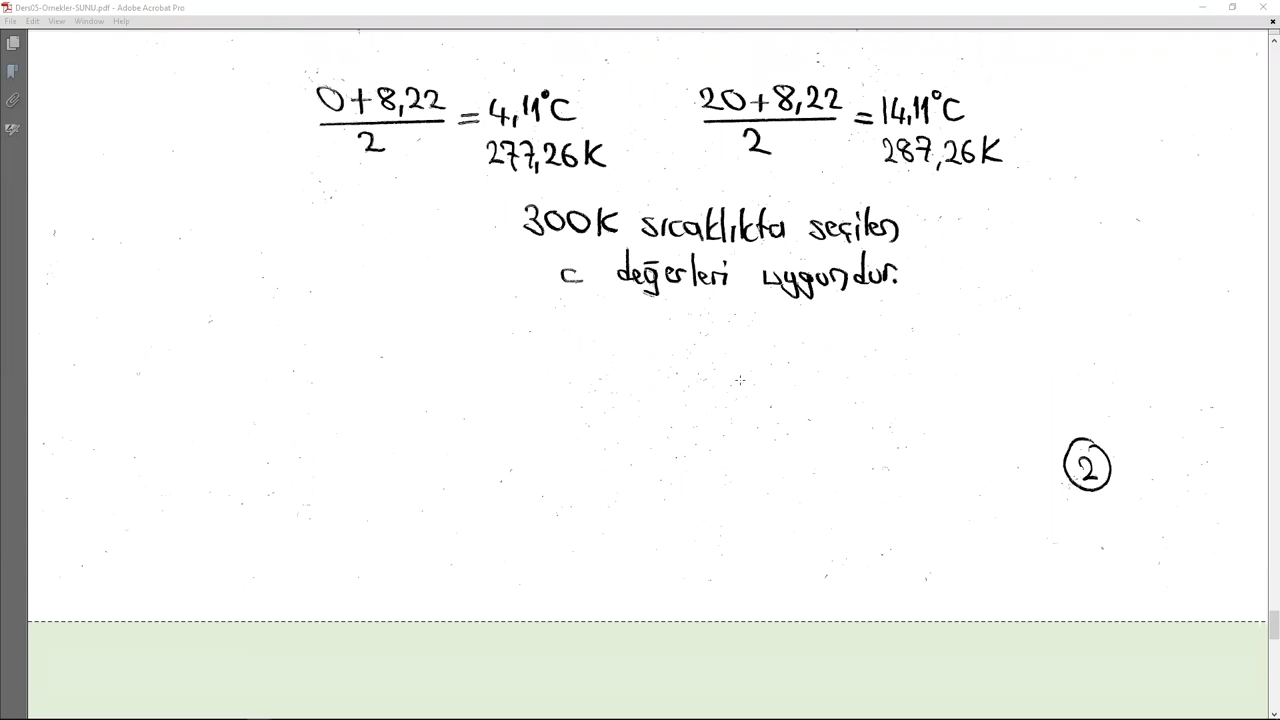 Ders05-Ornekler-SUNU.pdf - Adobe Acrobat Pro
File Edit View Window Help
0+8,22 / 2 = 4,11°C
277,26K
20+8,22 / 2 = 14,11°C
287,26K
300K sıcaklıkta seçilen
c değerleri uygundur.
2